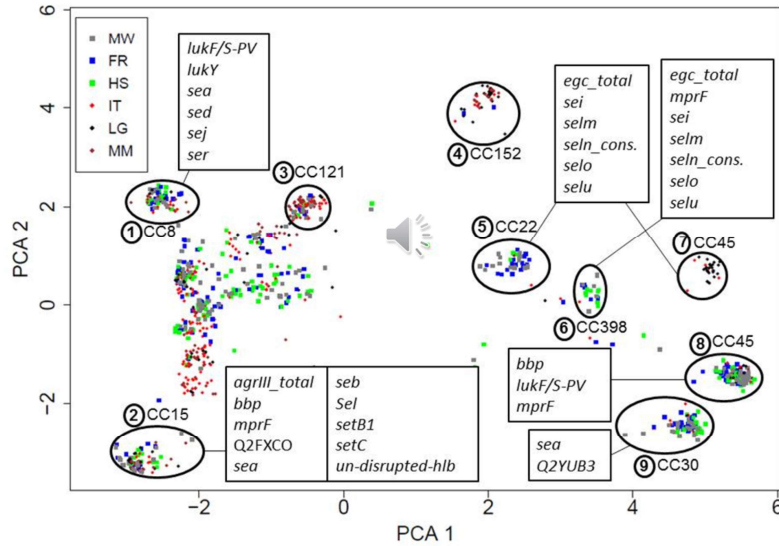 6
4
2
0
−2
PCA 2
MW
FR
HS
IT
LG
MM
lukF/S-PV
lukY
sea
sed
sej
ser
① CC8
③ CC121
④ CC152
egc_total
sei
selm
seln_cons.
selo
selu
egc_total
mprF
sei
selm
seln_cons.
selo
selu
⑤ CC22
⑦ CC45
⑥ CC398
⑧ CC45
bbp
lukF/S-PV
mprF
② CC15
agrIII_total
bbp
mprF
Q2FXCO
sea
seb
Sel
setB1
setC
un-disrupted-hlb
sea
Q2YUB3
⑨ CC30
−2 0 2 4 6
PCA 1